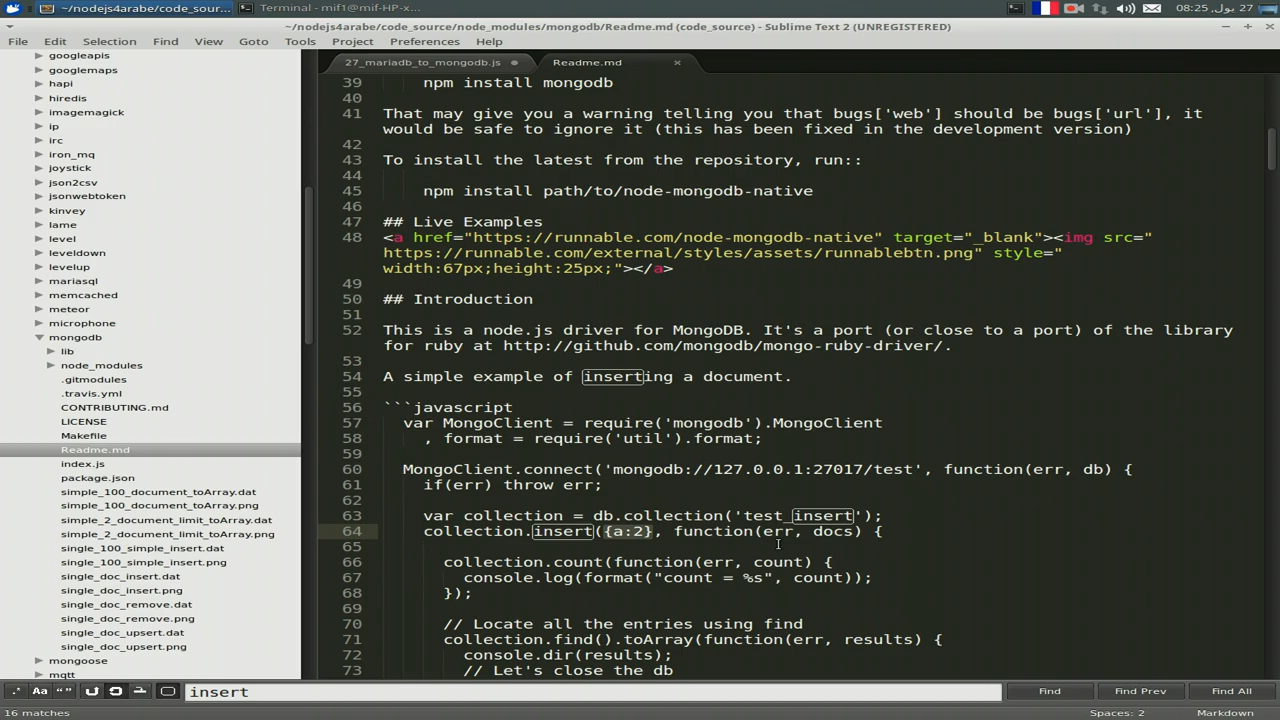 ~/nodejs4arabe/code_sour...
Terminal - mif1@mif-HP-x...
08:25 ,بول 27
~/nodejs4arabe/code_source/node_modules/mongodb/Readme.md (code_source) - Sublime Text 2 (UNREGISTERED)
File Edit Selection Find View Goto Tools Project Preferences Help
27_mariadb_to_mongodb.js
Readme.md
googleapis
googlemaps
hapi
hiredis
imagemagick
ip
irc
iron_mq
joystick
json2csv
jsonwebtoken
kinvey
lame
level
leveldown
levelup
mariasql
memcached
meteor
microphone
mongodb
lib
node_modules
.gitmodules
.travis.yml
CONTRIBUTING.md
LICENSE
Makefile
Readme.md
index.js
package.json
simple_100_document_toArray.dat
simple_100_document_toArray.png
simple_2_document_limit_toArray.dat
simple_2_document_limit_toArray.png
single_100_simple_insert.dat
single_100_simple_insert.png
single_doc_insert.dat
single_doc_insert.png
single_doc_remove.dat
single_doc_remove.png
single_doc_upsert.dat
single_doc_upsert.png
mongoose
mqtt
39 npm install mongodb
40
41 That may give you a warning telling you that bugs['web'] should be bugs['url'], it
would be safe to ignore it (this has been fixed in the development version)
42
43 To install the latest from the repository, run::
44
45 npm install path/to/node-mongodb-native
46
47 ## Live Examples
48 <a href="https://runnable.com/node-mongodb-native" target="_blank"><img src="
https://runnable.com/external/styles/assets/runnablebtn.png" style="
width:67px;height:25px;"></a>
49
50 ## Introduction
51
52 This is a node.js driver for MongoDB. It's a port (or close to a port) of the library
for ruby at http://github.com/mongodb/mongo-ruby-driver/.
53
54 A simple example of inserting a document.
55
56 ```javascript
57 var MongoClient = require('mongodb').MongoClient
58 , format = require('util').format;
59
60 MongoClient.connect('mongodb://127.0.0.1:27017/test', function(err, db) {
61 if(err) throw err;
62
63 var collection = db.collection('test_insert');
64 collection.insert({a:2}, function(err, docs) {
65
66 collection.count(function(err, count) {
67 console.log(format("count = %s", count));
68 });
69
70 // Locate all the entries using find
71 collection.find().toArray(function(err, results) {
72 console.dir(results);
73 // Let's close the db
.* Aa “”
insert
Find Find Prev Find All
16 matches
Spaces: 2 Markdown